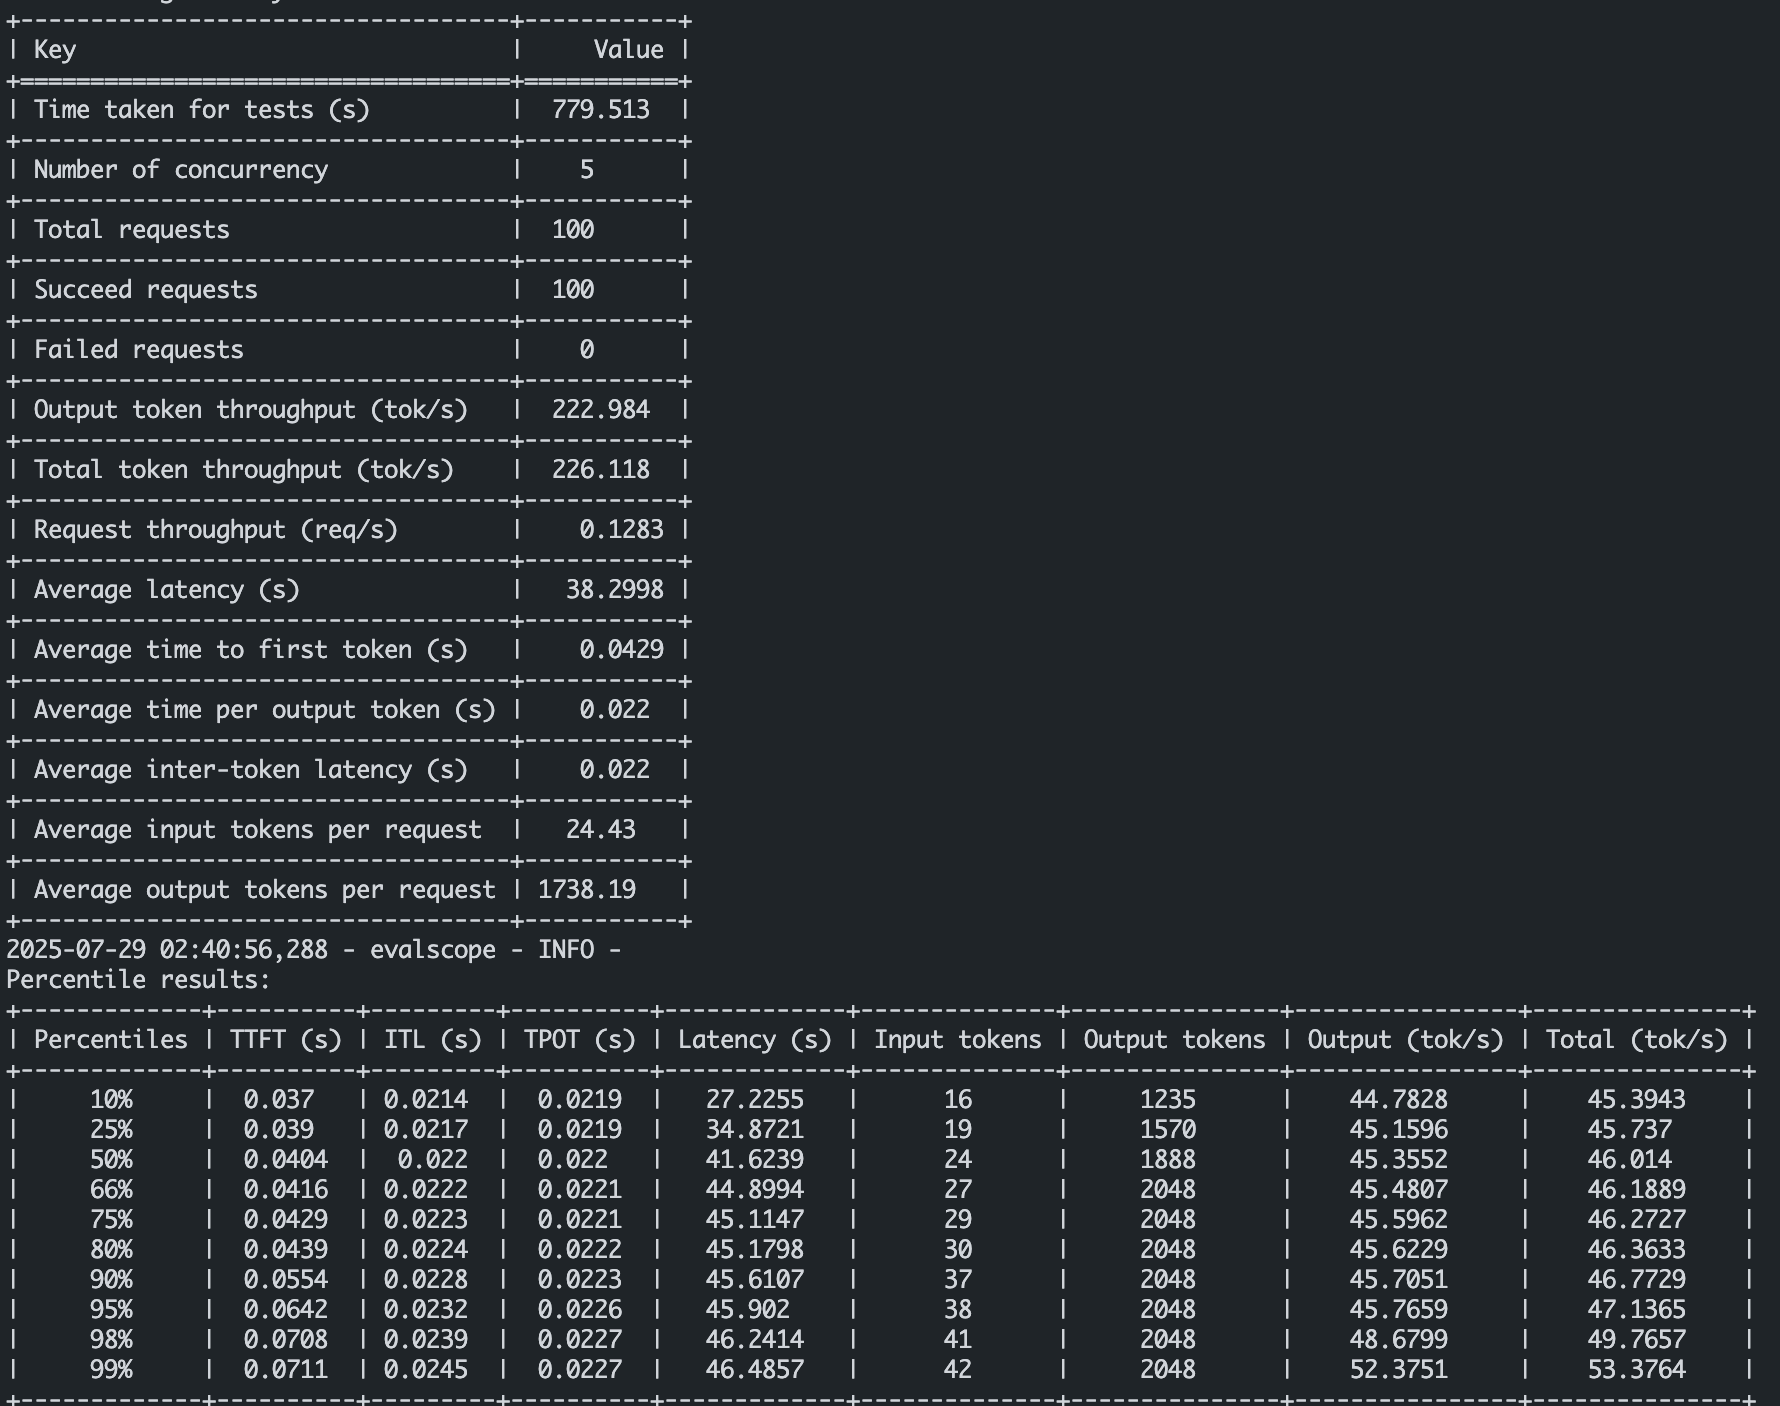 +-----------------------------------+-----------+
| Key                               |     Value |
+===================================+===========+
| Time taken for tests (s)          |  779.513  |
+-----------------------------------+-----------+
| Number of concurrency             |    5      |
+-----------------------------------+-----------+
| Total requests                    |  100      |
+-----------------------------------+-----------+
| Succeed requests                  |  100      |
+-----------------------------------+-----------+
| Failed requests                   |    0      |
+-----------------------------------+-----------+
| Output token throughput (tok/s)   |  222.984  |
+-----------------------------------+-----------+
| Total token throughput (tok/s)    |  226.118  |
+-----------------------------------+-----------+
| Request throughput (req/s)        |    0.1283 |
+-----------------------------------+-----------+
| Average latency (s)               |   38.2998 |
+-----------------------------------+-----------+
| Average time to first token (s)   |    0.0429 |
+-----------------------------------+-----------+
| Average time per output token (s) |    0.022  |
+-----------------------------------+-----------+
| Average inter-token latency (s)   |    0.022  |
+-----------------------------------+-----------+
| Average input tokens per request  |   24.43   |
+-----------------------------------+-----------+
| Average output tokens per request | 1738.19   |
+-----------------------------------+-----------+
2025-07-29 02:40:56,288 - evalscope - INFO -
Percentile results:
+-------------+----------+---------+----------+-------------+--------------+---------------+----------------+---------------+
| Percentiles | TTFT (s) | ITL (s) | TPOT (s) | Latency (s) | Input tokens | Output tokens | Output (tok/s) | Total (tok/s) |
+-------------+----------+---------+----------+-------------+--------------+---------------+----------------+---------------+
|     10%     |  0.037   | 0.0214  |  0.0219  |   27.2255   |      16      |     1235      |    44.7828     |    45.3943    |
|     25%     |  0.039   | 0.0217  |  0.0219  |   34.8721   |      19      |     1570      |    45.1596     |    45.737     |
|     50%     |  0.0404  |  0.022  |  0.022   |   41.6239   |      24      |     1888      |    45.3552     |    46.014     |
|     66%     |  0.0416  | 0.0222  |  0.0221  |   44.8994   |      27      |     2048      |    45.4807     |    46.1889    |
|     75%     |  0.0429  | 0.0223  |  0.0221  |   45.1147   |      29      |     2048      |    45.5962     |    46.2727    |
|     80%     |  0.0439  | 0.0224  |  0.0222  |   45.1798   |      30      |     2048      |    45.6229     |    46.3633    |
|     90%     |  0.0554  | 0.0228  |  0.0223  |   45.6107   |      37      |     2048      |    45.7051     |    46.7729    |
|     95%     |  0.0642  | 0.0232  |  0.0226  |   45.902    |      38      |     2048      |    45.7659     |    47.1365    |
|     98%     |  0.0708  | 0.0239  |  0.0227  |   46.2414   |      41      |     2048      |    48.6799     |    49.7657    |
|     99%     |  0.0711  | 0.0245  |  0.0227  |   46.4857   |      42      |     2048      |    52.3751     |    53.3764    |
+-------------+----------+---------+----------+-------------+--------------+---------------+----------------+---------------+